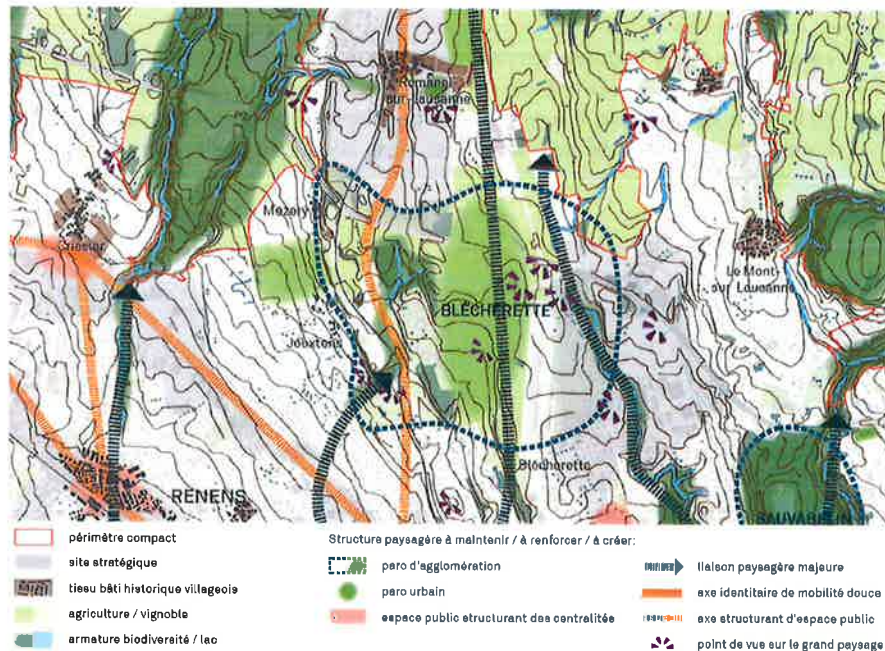 Romanel
sur-Lausanne
Mezery
Crissier
Le Mont-
sur Lausanne
BLÉCHERETTE
Jouxtens
Blécherette
RENENS
SAUVABELIN
périmètre compact
site stratégique
tissu bâti historique villageois
agriculture / vignoble
armature biodiversité / lac
Structure paysagère à maintenir / à renforcer / à créer:
parc d'agglomération
parc urbain
espace public structurant des centralités
liaison paysagère majeure
axe identitaire de mobilité douce
axe structurant d'espace public
point de vue sur le grand paysage